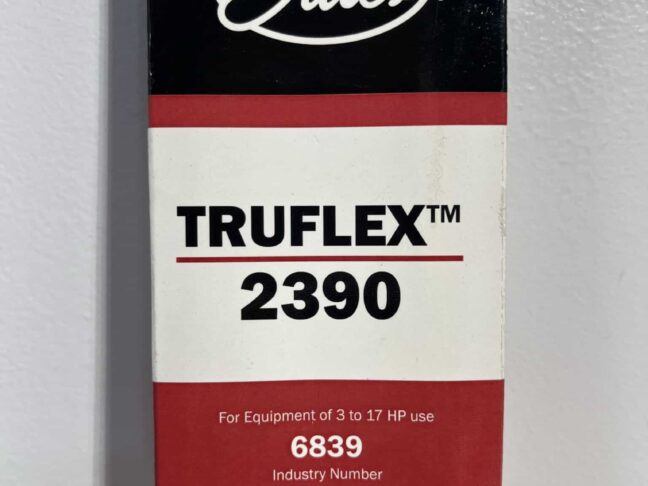 TRUFLEX™
2390
For Equipment of 3 to 17 HP use
6839
Industry Number